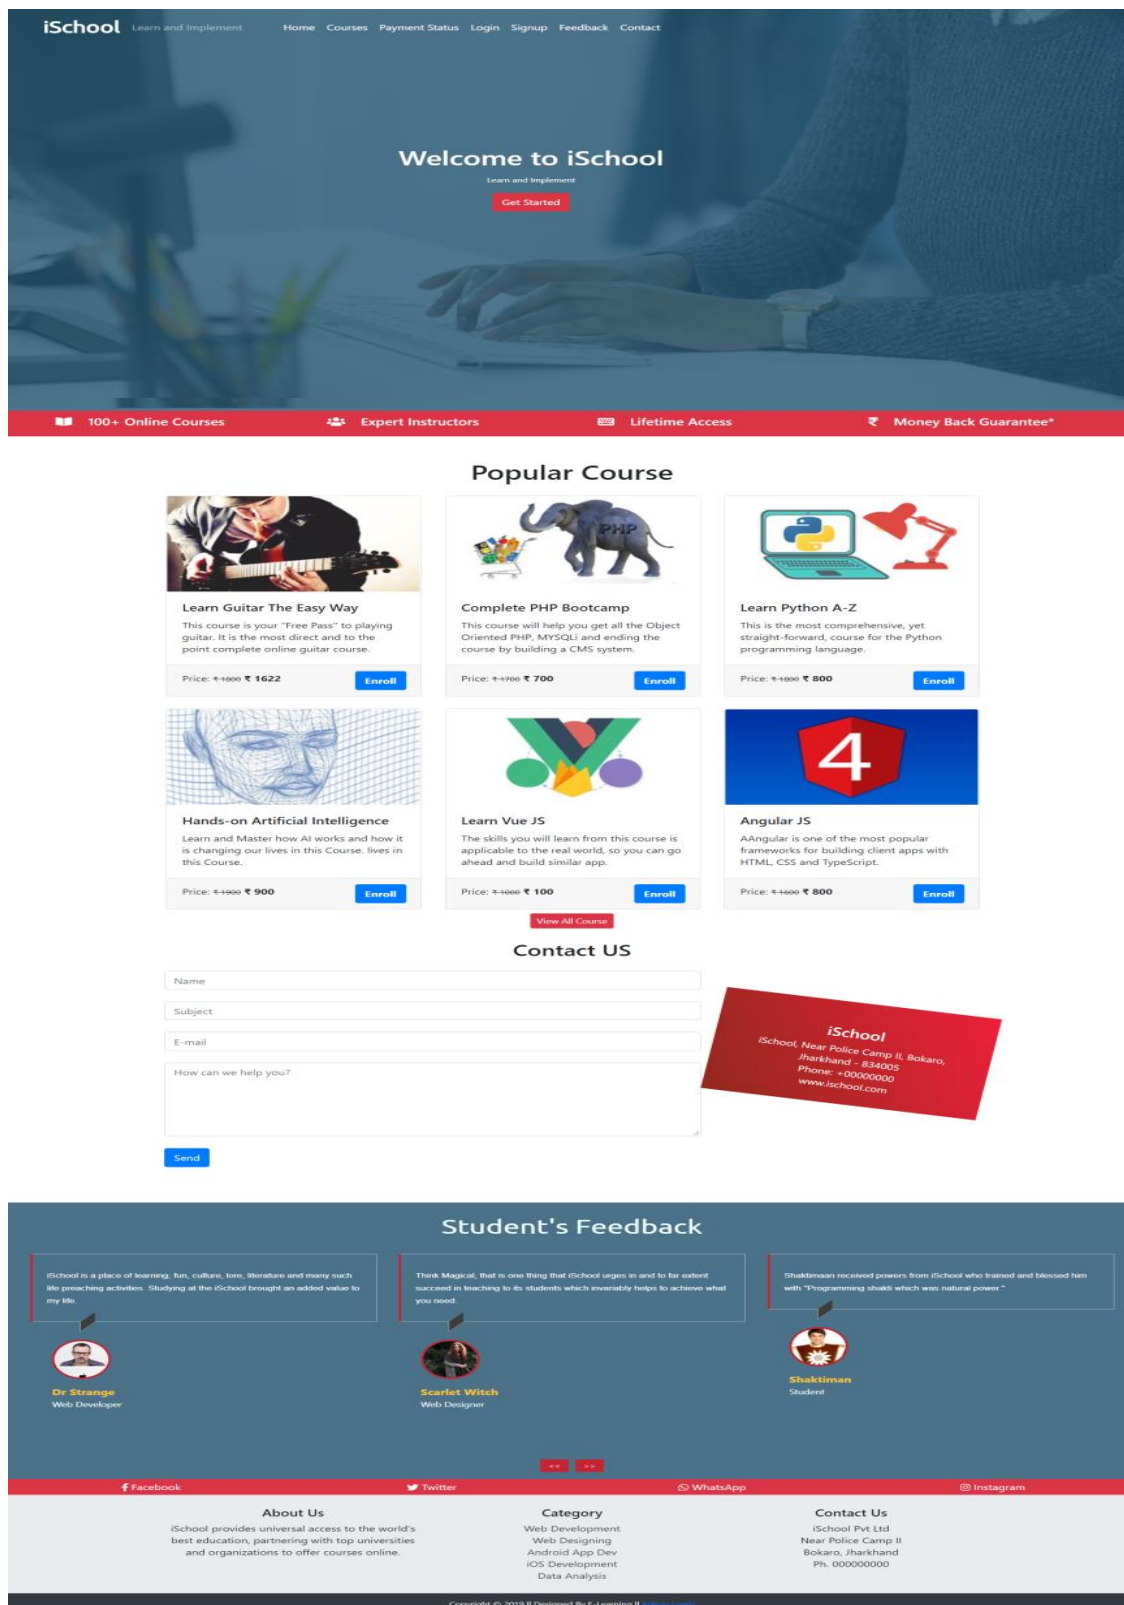 iSchool Learn and Implement Home Courses Payment Status Login Signup Feedback Contact
Welcome to iSchool
Learn and Implement
Get Started
100+ Online Courses Expert Instructors Lifetime Access ₹ Money Back Guarantee*
Popular Course
PHP
4
Learn Guitar The Easy Way
This course is your "Free Pass" to playing
guitar. It is the most direct and to the
point complete online guitar course.
Price: ₹ 1800 ₹ 1622 Enroll
Complete PHP Bootcamp
This course will help you get all the Object
Oriented PHP, MYSQLi and ending the
course by building a CMS system.
Price: ₹ 1700 ₹ 700 Enroll
Learn Python A-Z
This is the most comprehensive, yet
straight-forward, course for the Python
programming language.
Price: ₹ 1800 ₹ 800 Enroll
Hands-on Artificial Intelligence
Learn and Master how AI works and how it
is changing our lives in this Course. lives in
this Course.
Price: ₹ 1900 ₹ 900 Enroll
Learn Vue JS
The skills you will learn from this course is
applicable to the real world, so you can go
ahead and build similar app.
Price: ₹ 1000 ₹ 100 Enroll
Angular JS
AAngular is one of the most popular
frameworks for building client apps with
HTML, CSS and TypeScript.
Price: ₹ 1600 ₹ 800 Enroll
View All Course
Contact US
Name
Subject
E-mail
How can we help you?
Send
iSchool
iSchool, Near Police Camp II, Bokaro,
Jharkhand - 834005
Phone: +00000000
www.ischool.com
Student's Feedback
iSchool is a place of learning, fun, culture, lore, literature and many such
life preaching activities. Studying at the iSchool brought an added value to
my life.
Dr Strange
Web Developer
Think Magical, that is one thing that iSchool urges in and to far extent
succeed in teaching to its students which invariably helps to achieve what
you need.
Scarlet Witch
Web Designer
Shaktimaan received powers from iSchool who trained and blessed him
with "Programming shakti which was natural power."
Shaktiman
Student
<< >>
Facebook Twitter WhatsApp Instagram
About Us
iSchool provides universal access to the world's
best education, partnering with top universities
and organizations to offer courses online.
Category
Web Development
Web Designing
Android App Dev
iOS Development
Data Analysis
Contact Us
iSchool Pvt Ltd
Near Police Camp II
Bokaro, Jharkhand
Ph. 000000000
Copyright © 2019 || Designed By E-Learning ||